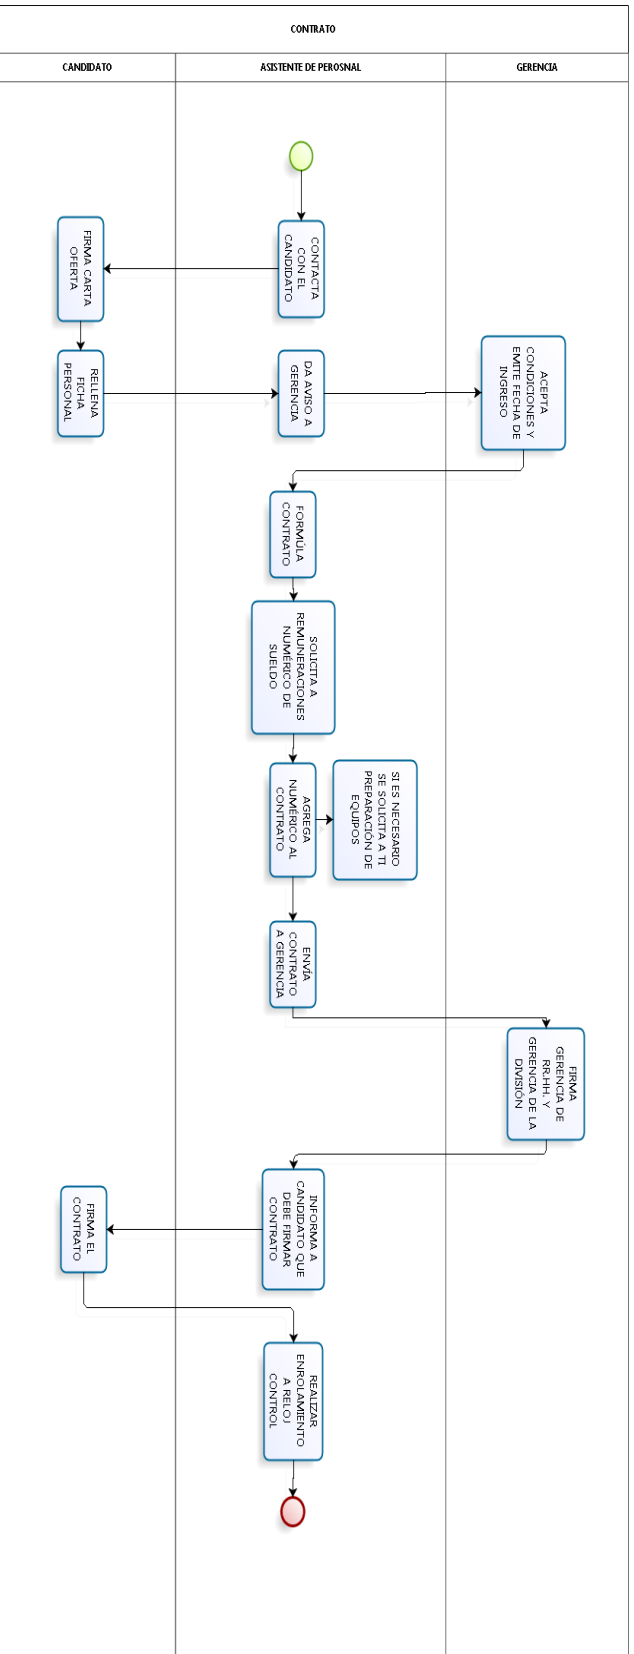 CONTRATO
CANDIDATO
ASISTENTE DE PEROSNAL
GERENCIA
CONTACTA
CON EL
CANDIDATO
FIRMA CARTA
OFERTA
RELLENA
FICHA
PERSONAL
DA AVISO A
GERENCIA
ACEPTA
CONDICIONES Y
EMITE FECHA DE
INGRESO
FORMÚLA
CONTRATO
SOLICITA A
REMUNERACIONES
NUMÉRICO DE
SUELDO
AGREGA
NUMÉRICO AL
CONTRATO
SI ES NECESARIO
SE SOLICITA A TI
PREPARACIÓN DE
EQUIPOS
ENVÍA
CONTRATO
A GERENCIA
FIRMA
GERENCIA DE
RR.HH. Y
GERENCIA DE LA
DIVISIÓN
INFORMA A
CANDIDATO QUE
DEBE FIRMAR
CONTRATO
FIRMA EL
CONTRATO
REALIZAR
ENROLAMIENTO
A RELOJ
CONTROL